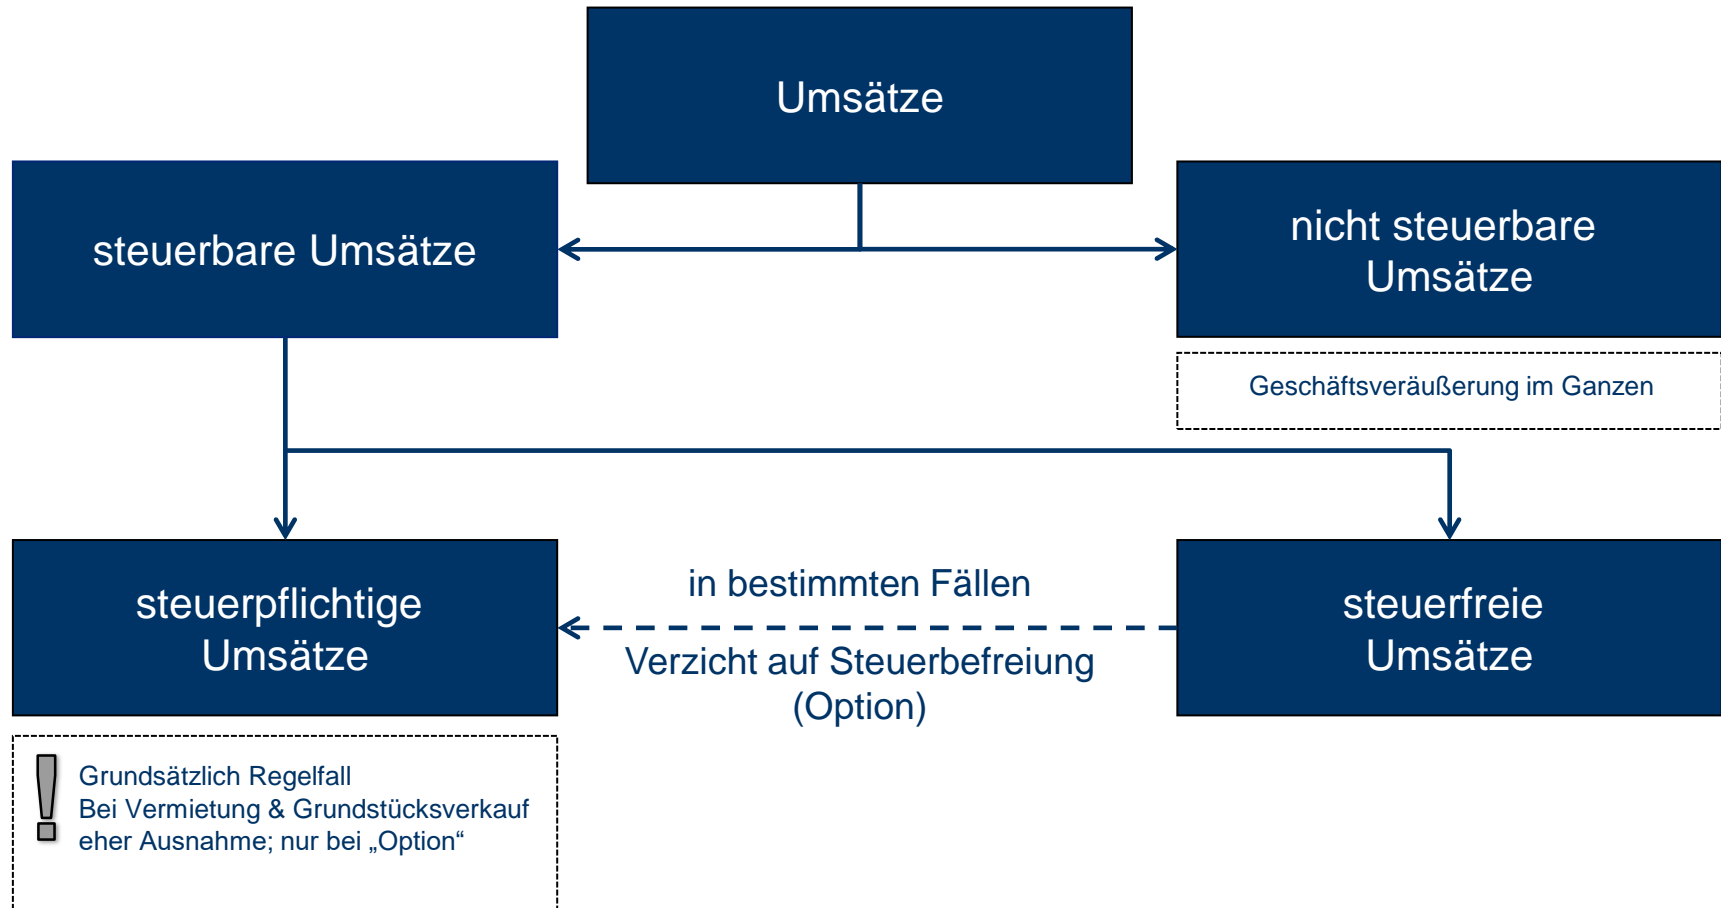 Umsätze
steuerbare Umsätze
nicht steuerbare
Umsätze
Geschäftsveräußerung im Ganzen
steuerpflichtige
Umsätze
in bestimmten Fällen
Verzicht auf Steuerbefreiung
(Option)
steuerfreie
Umsätze
Grundsätzlich Regelfall
Bei Vermietung & Grundstücksverkauf
eher Ausnahme; nur bei „Option“